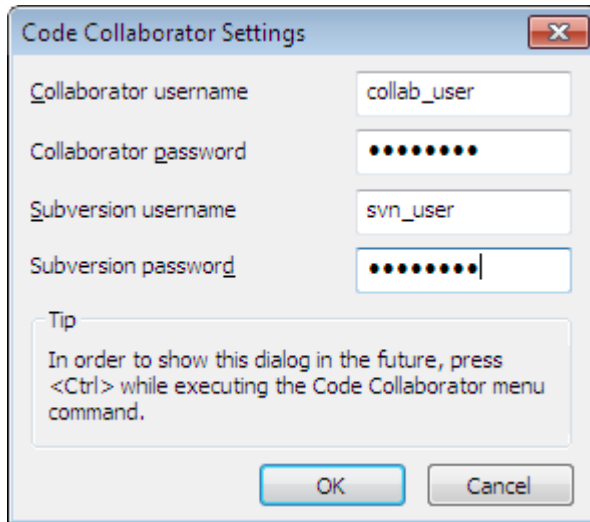 Code Collaborator Settings
Collaborator username collab_user
Collaborator password ●●●●●●●●
Subversion username svn_user
Subversion password ●●●●●●●●
Tip
In order to show this dialog in the future, press
<Ctrl> while executing the Code Collaborator menu
command.
OK Cancel